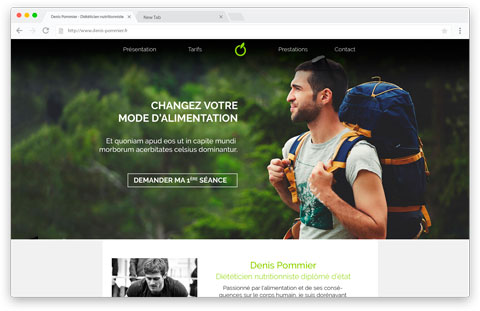 Denis Pommier - Diététicien nutritionniste
New Tab
http://www.denis-pommier.fr
Présentation
Tarifs
Prestations
Contact
CHANGEZ VOTRE
MODE D'ALIMENTATION
Et quoniam apud eos ut in capite mundi
morborum acerbitates celsius dominantur.
DEMANDER MA 1ÈRE SÉANCE
Denis Pommier
Diététicien nutritionniste diplômé d'état
Passionné par l'alimentation et de ses consé-
quences sur le corps humain, je suis dorénavant